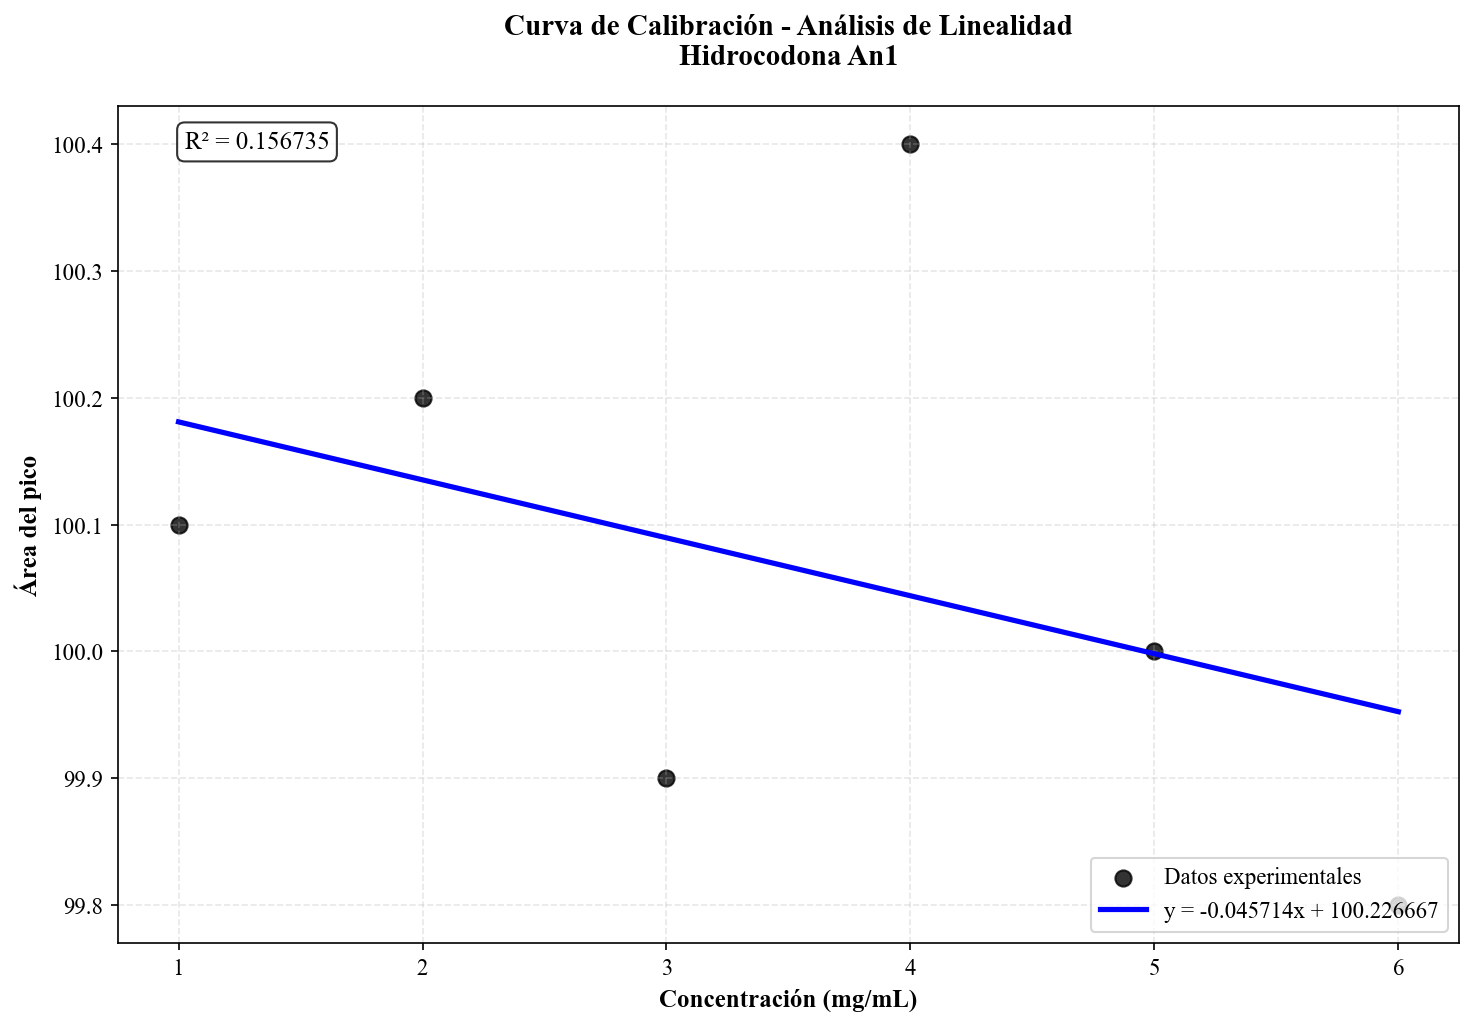 Curva de Calibración - Análisis de Linealidad
Hidrocodona An1
R² = 0.156735
100.4
100.3
100.2
100.1
100.0
99.9
99.8
Área del pico
Datos experimentales
y = -0.045714x + 100.226667
1 2 3 4 5 6
Concentración (mg/mL)